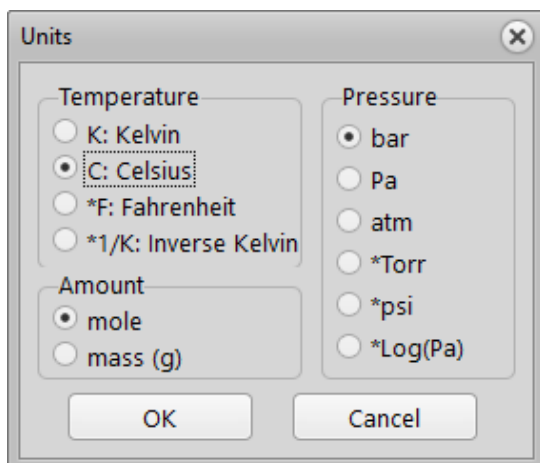 Units
Temperature
K: Kelvin
C: Celsius
*F: Fahrenheit
*1/K: Inverse Kelvin
Amount
mole
mass (g)
Pressure
bar
Pa
atm
*Torr
*psi
*Log(Pa)
OK
Cancel